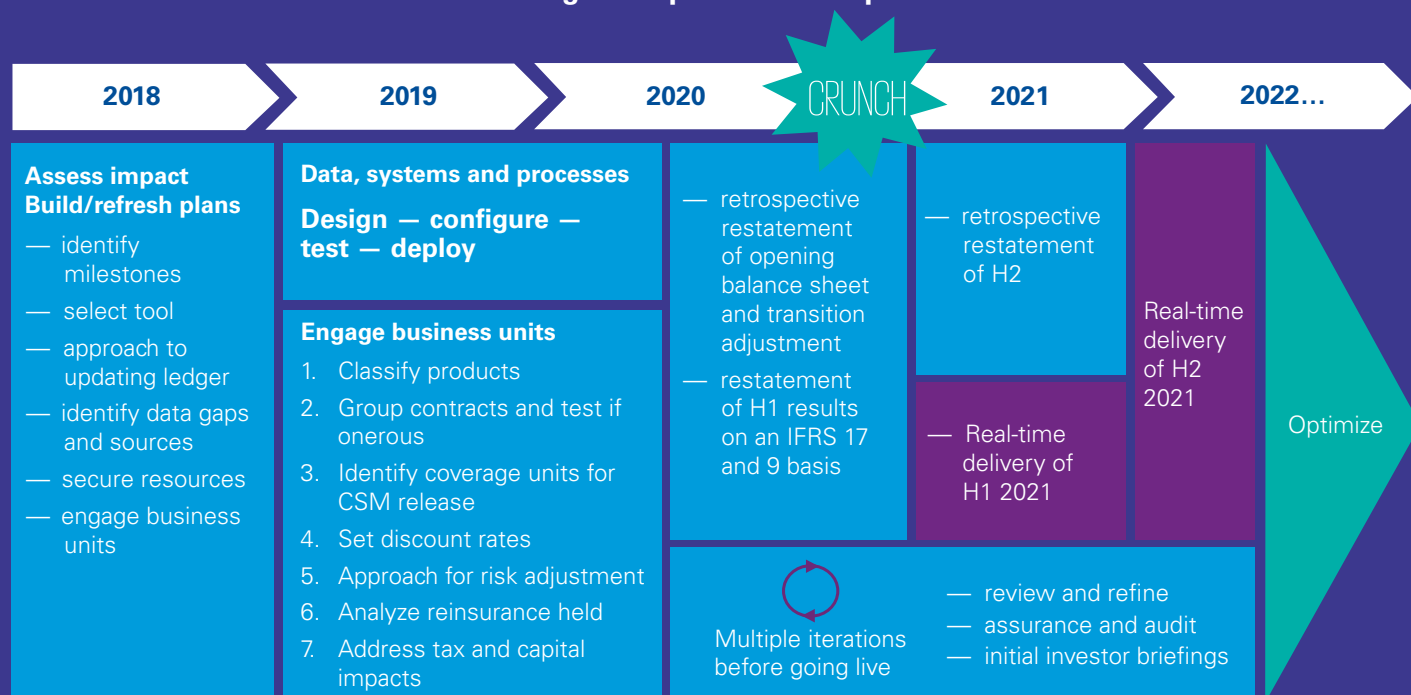 2018
2019
2020
CRUNCH
2021
2022...
Assess impact
Build/refresh plans
— identify
milestones
— select tool
— approach to
updating ledger
— identify data gaps
and sources
— secure resources
— engage business
units
Data, systems and processes
Design — configure —
test — deploy
Engage business units
1. Classify products
2. Group contracts and test if
onerous
3. Identify coverage units for
CSM release
4. Set discount rates
5. Approach for risk adjustment
6. Analyze reinsurance held
7. Address tax and capital
impacts
— retrospective
restatement
of opening
balance sheet
and transition
adjustment
— restatement
of H1 results
on an IFRS 17
and 9 basis
— retrospective
restatement
of H2
— Real-time
delivery of
H1 2021
Real-time
delivery
of H2
2021
Optimize
Multiple iterations
before going live
— review and refine
— assurance and audit
— initial investor briefings